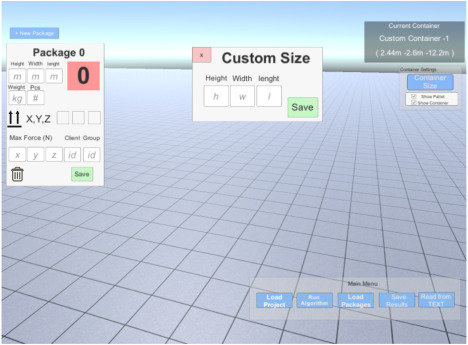 + New Package
Package 0
Height Width lenght
m m m
0
Weight Pcs
kg #
X,Y,Z
Max Force (N) Client Group
x y z id id
Save
x
Custom Size
Height Width lenght
h w l
Save
Current Container
Custom Container -1
( 2.44m -2.6m -12.2m )
Container Settings
Container
Size
Show Pallet
Show Container
Main Menu
Load
Project
Run
Algorithm
Load
Packages
Save
Results
Read from
TEXT